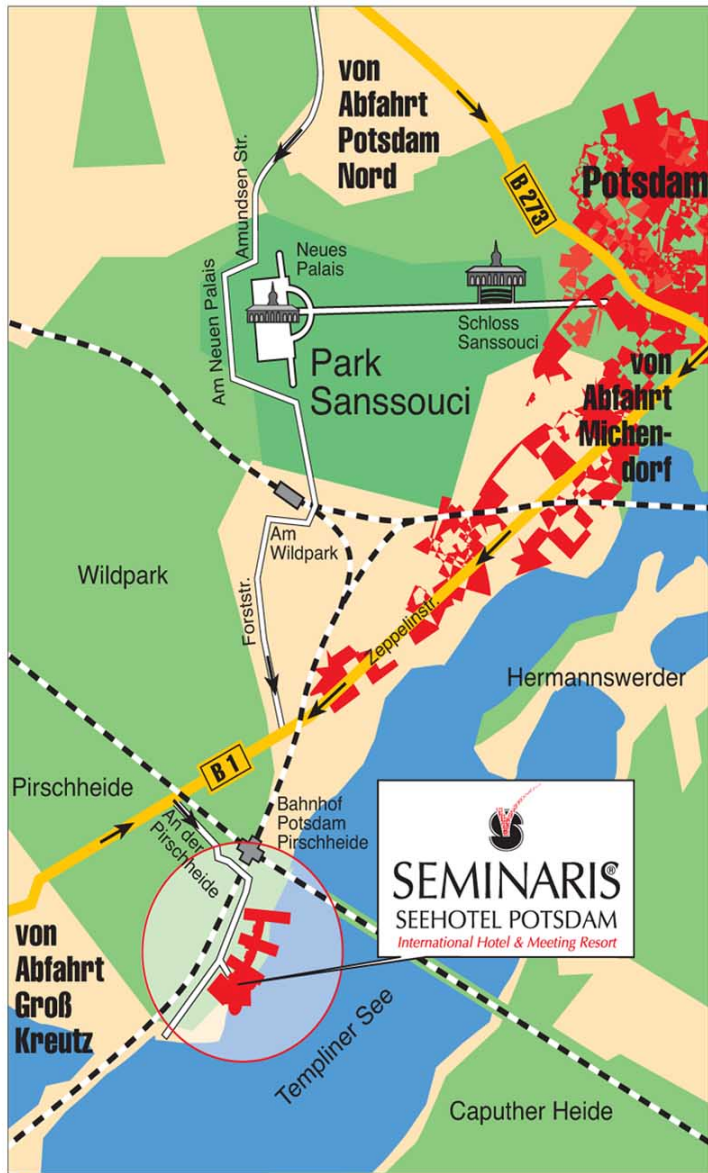 von
Abfahrt
Potsdam
Nord
B 273
Potsdam
Amundsen Str.
Neues
Palais
Schloss
Sanssouci
Am Neuen Palais
Park
Sanssouci
von
Abfahrt
Michen-
dorf
Am
Wildpark
Wildpark
Forststr.
Zeppelinstr.
Hermannswerder
B 1
Pirschheide
An der
Pirschheide
Bahnhof
Potsdam
Pirschheide
S
SEMINARIS®
SEEHOTEL POTSDAM
International Hotel & Meeting Resort
von
Abfahrt
Groß
Kreutz
Templiner See
Caputher Heide